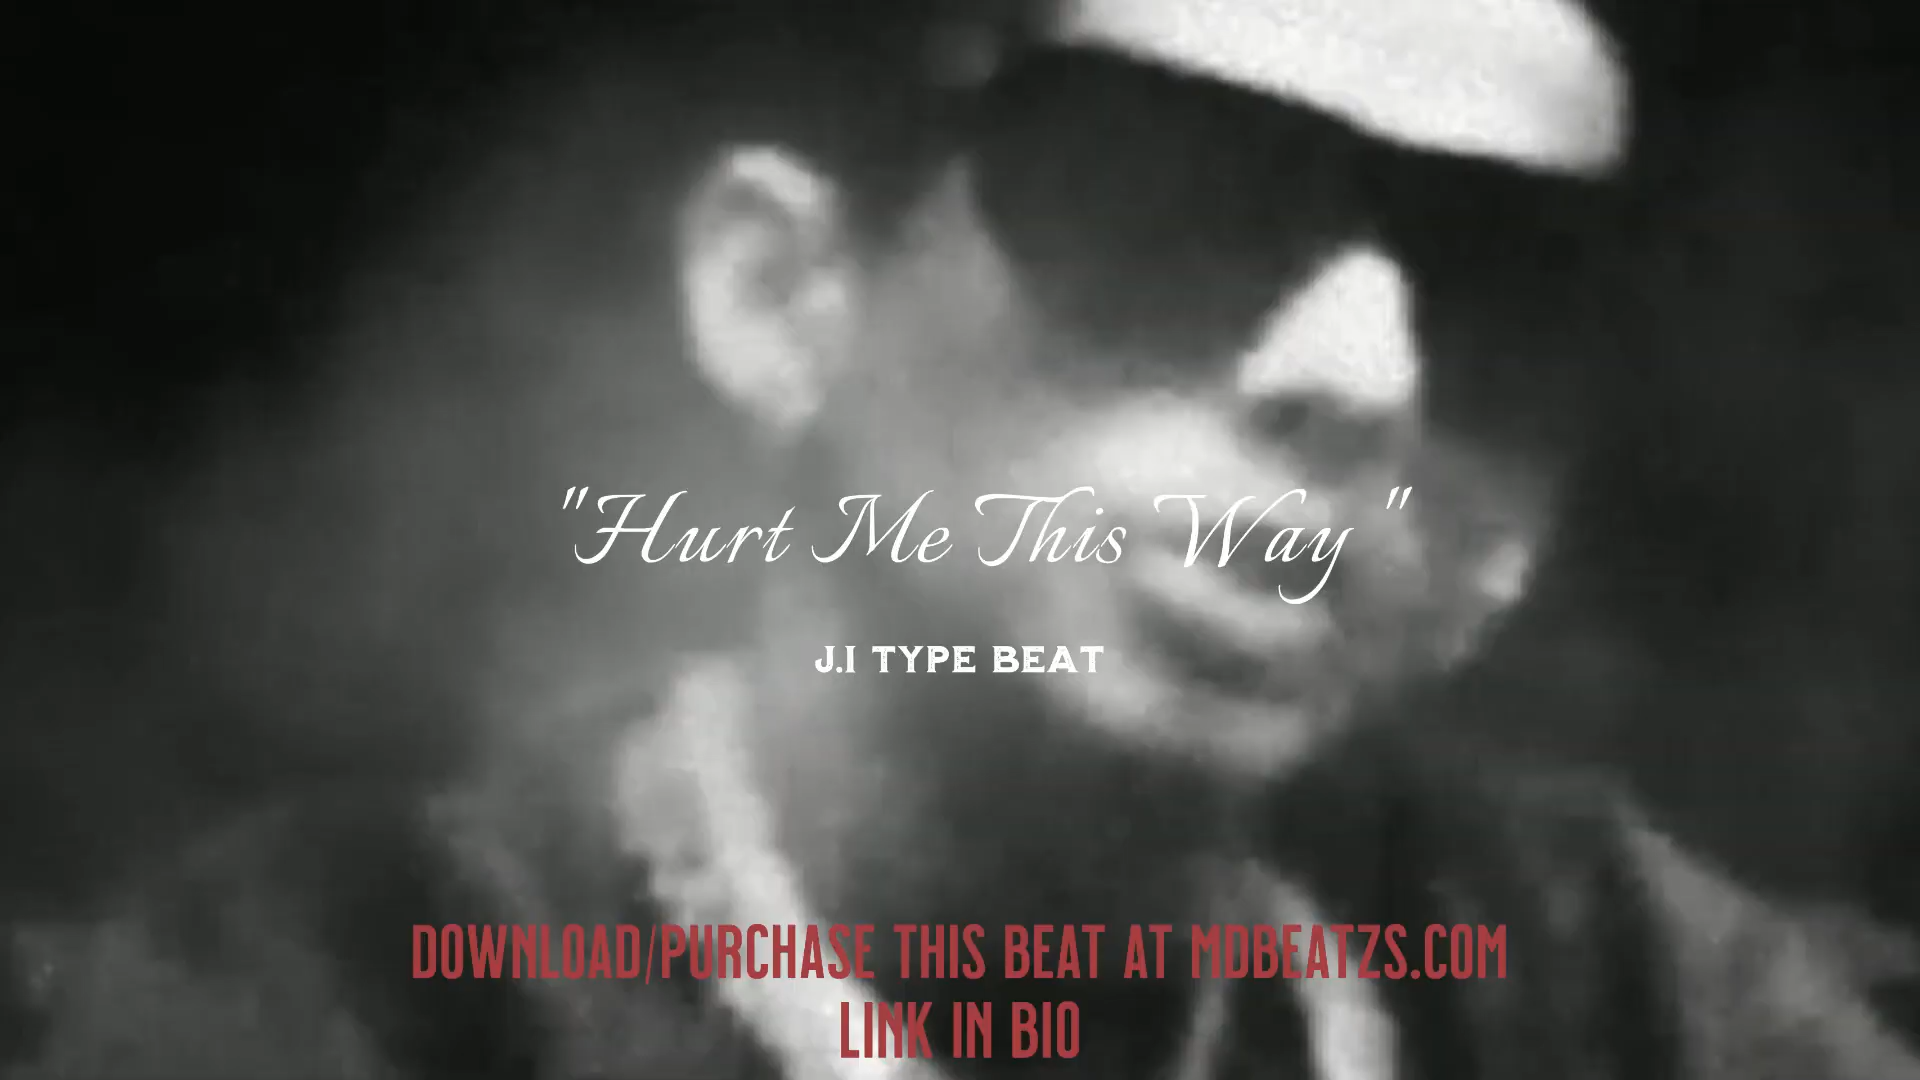 "Hurt Me This Way "
J.I TYPE BEAT
DOWNLOAD/PURCHASE THIS BEAT AT MDBEATZS.COM
LINK IN BIO